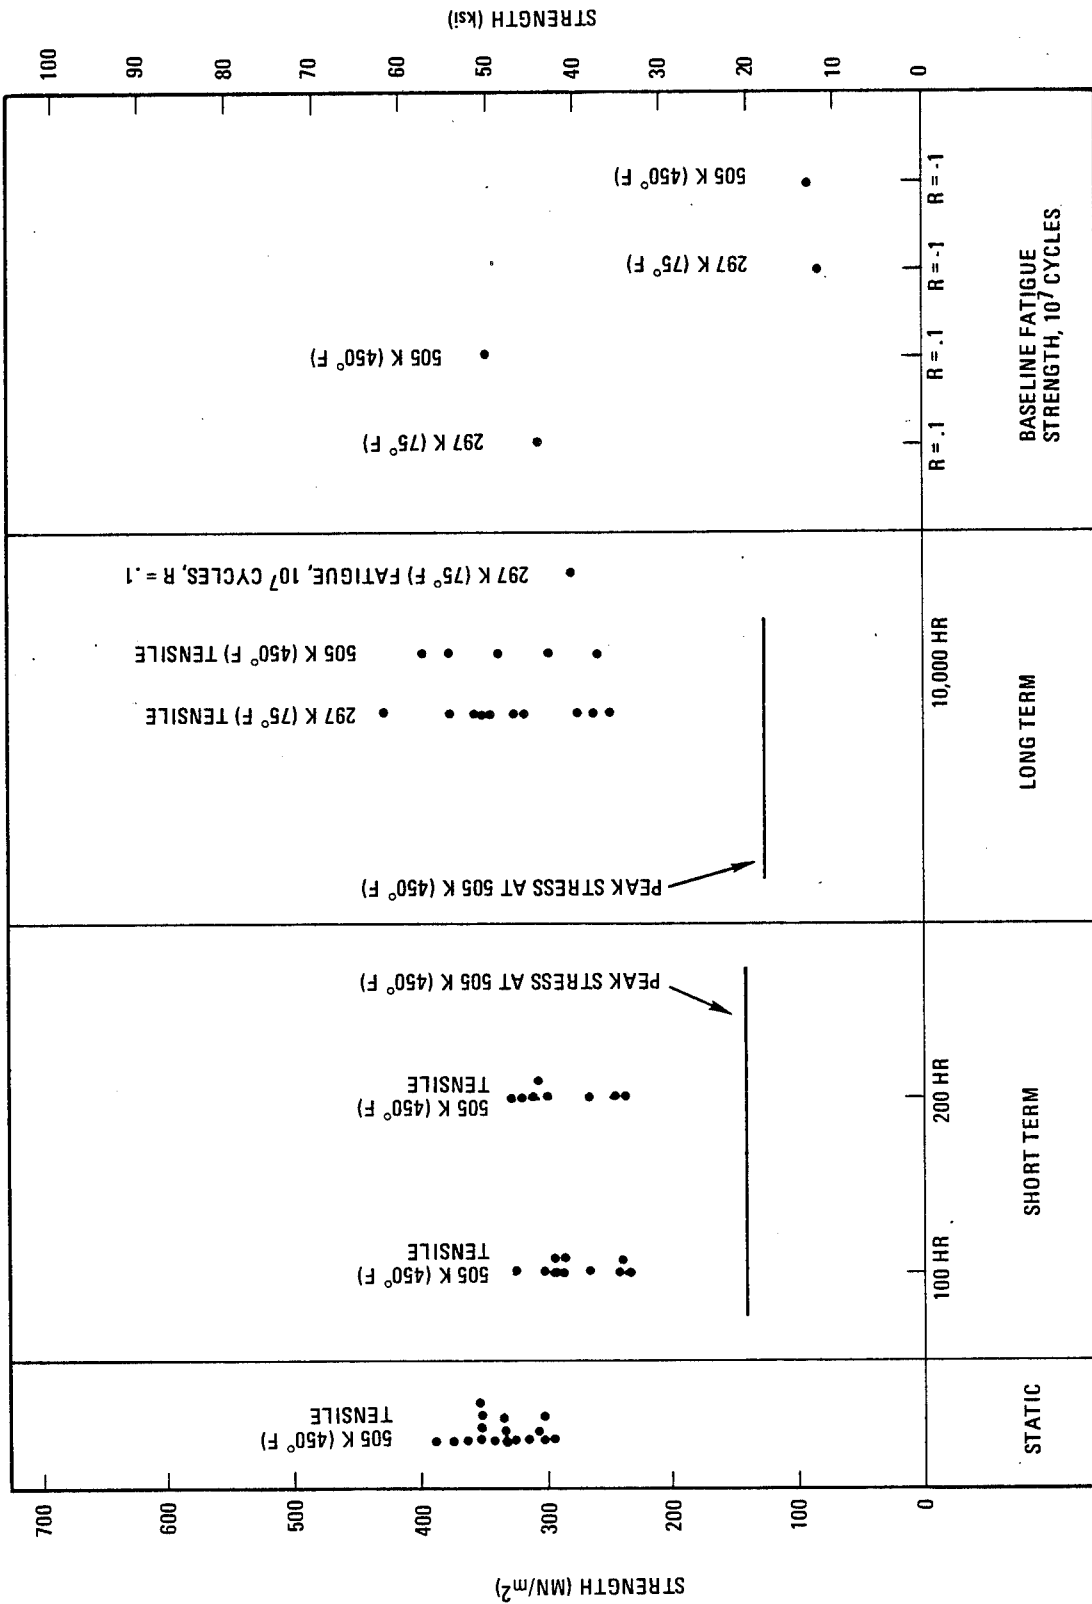 STRENGTH (MN/m²)
700
600
500
400
300
200
100
0
505 K (450° F)
TENSILE
STATIC
505 K (450° F)
TENSILE
505 K (450° F)
TENSILE
PEAK STRESS AT 505 K (450° F)
100 HR
200 HR
SHORT TERM
PEAK STRESS AT 505 K (450° F)
297 K (75° F) TENSILE
505 K (450° F) TENSILE
297 K (75° F) FATIGUE, 10⁷ CYCLES, R = .1
10,000 HR
LONG TERM
297 K (75° F)
505 K (450° F)
297 K (75° F)
505 K (450° F)
R = .1
R = .1
R = -1
R = -1
BASELINE FATIGUE
STRENGTH, 10⁷ CYCLES
100
90
80
70
60
50
40
30
20
10
0
STRENGTH (ksi)